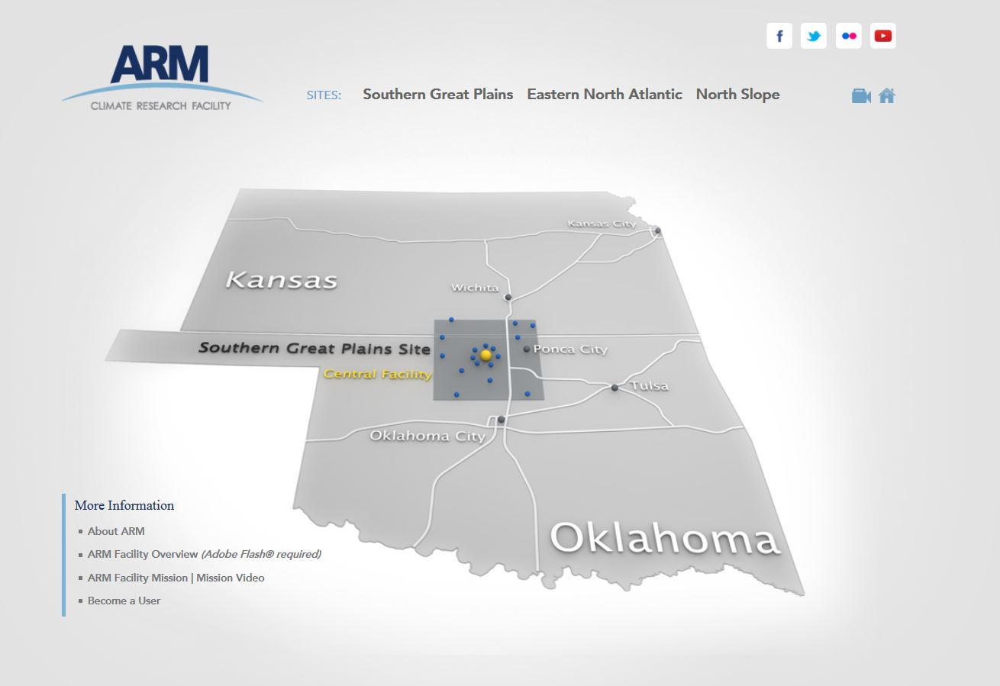 f
ARM
CLIMATE RESEARCH FACILITY
SITES: Southern Great Plains Eastern North Atlantic North Slope
Kansas City
Kansas
Wichita
Southern Great Plains Site
Ponca City
Central Facility
Tulsa
Oklahoma City
Oklahoma
More Information
About ARM
ARM Facility Overview (Adobe Flash® required)
ARM Facility Mission | Mission Video
Become a User